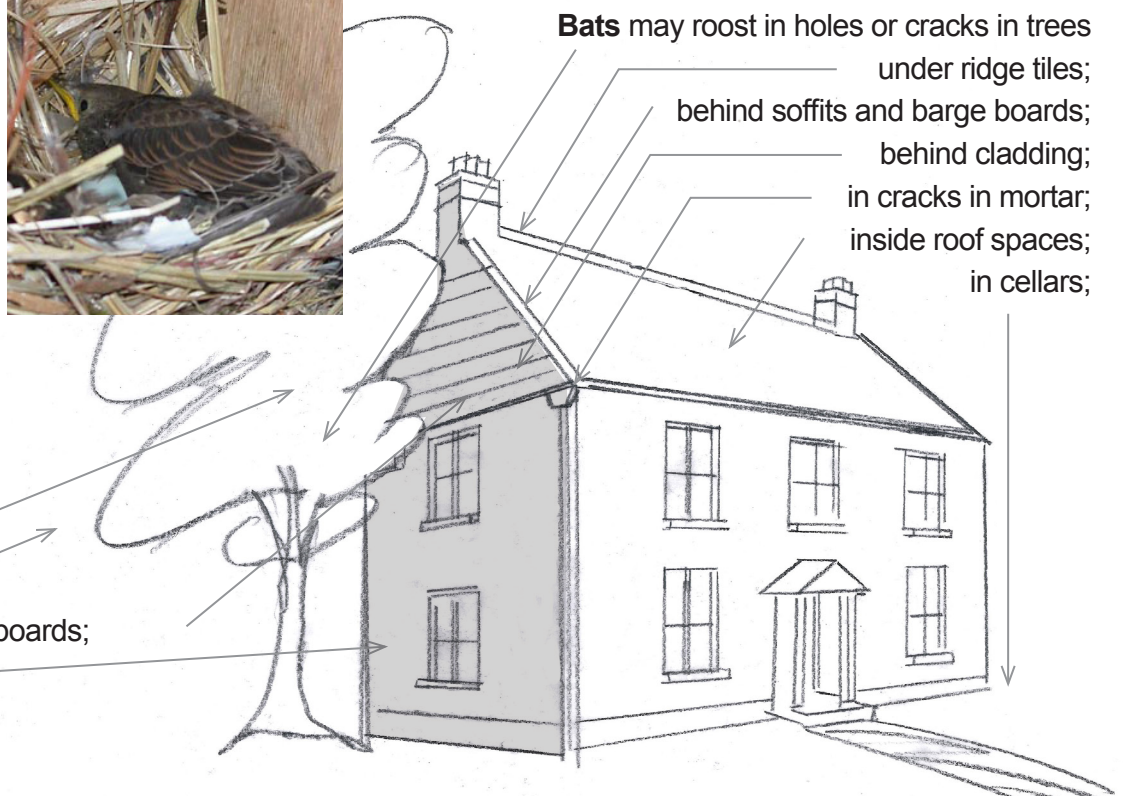 Bats may roost in holes or cracks in trees
under ridge tiles;
behind soffits and barge boards;
behind cladding;
in cracks in mortar;
inside roof spaces;
in cellars;
boards;